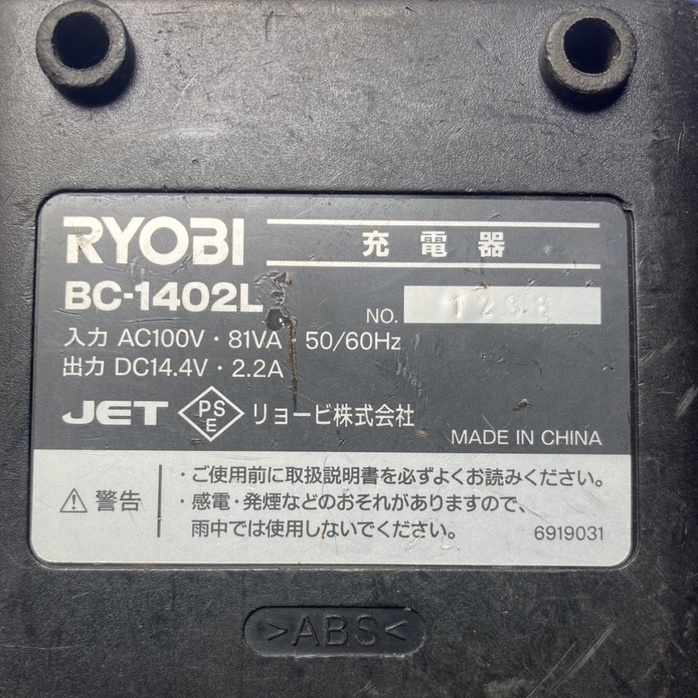 RYOBI 充電器
BC-1402L
NO.
入力 AC100V・81VA・50/60Hz
出力 DC14.4V・2.2A
JET PSE リョービ株式会社
MADE IN CHINA
⚠ 警告
・ご使用前に取扱説明書を必ずよくお読みください。
・感電・発煙などのおそれがありますので、
雨中では使用しないでください。
6919031
>ABS<